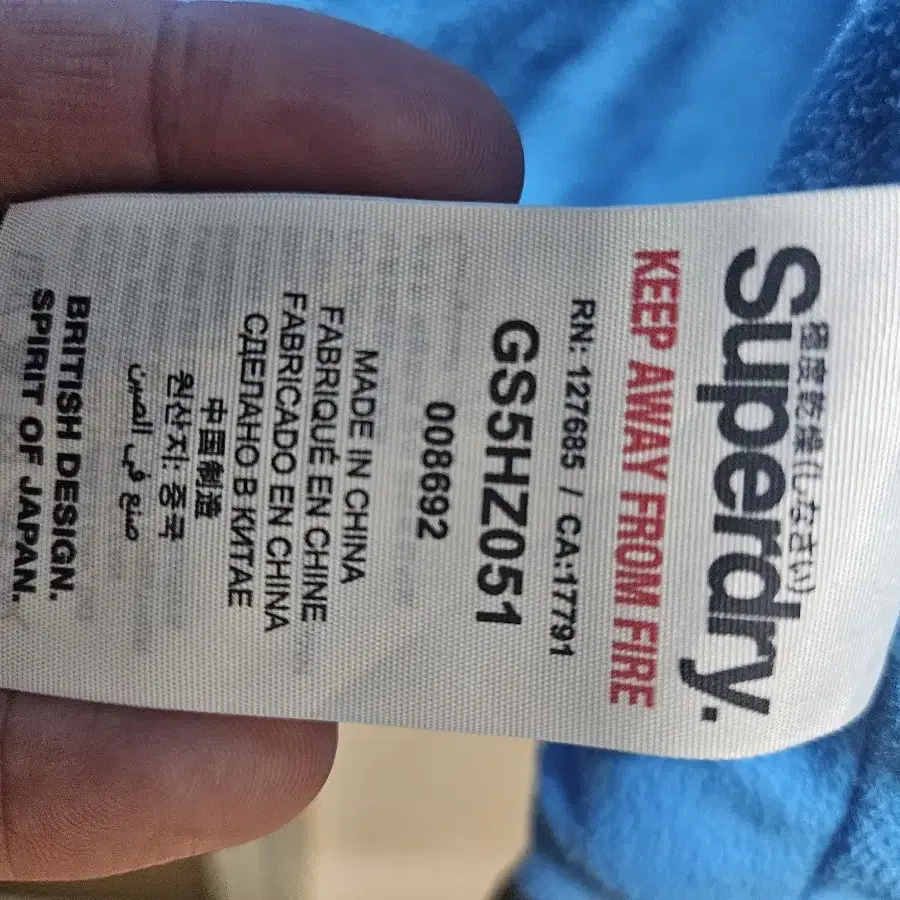 極度乾燥(しなさい)
Superdry.
KEEP AWAY FROM FIRE
RN: 127685 / CA:17791
GS5HZ051
008692
MADE IN CHINA
FABRIQUÉ EN CHINE
FABRICADO EN CHINA
СДЕЛАНО В КИТАЕ
中国制造
원산지: 중국
صنع في الصين
BRITISH DESIGN.
SPIRIT OF JAPAN.